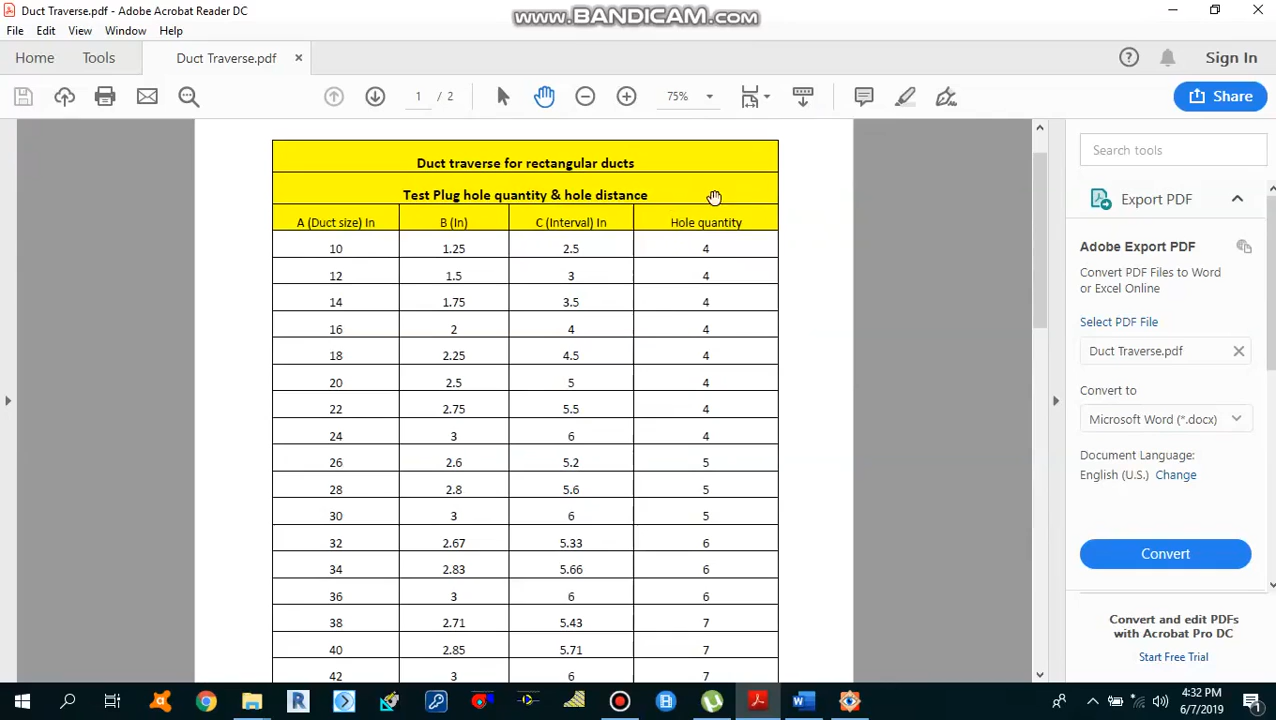 Duct Traverse.pdf - Adobe Acrobat Reader DC
www.BANDICAM.com
File Edit View Window Help
Home Tools Duct Traverse.pdf Sign In
1 / 2 75% Share
Duct traverse for rectangular ducts
Test Plug hole quantity & hole distance
A (Duct size) In B (In) C (Interval) In Hole quantity
10 1.25 2.5 4
12 1.5 3 4
14 1.75 3.5 4
16 2 4 4
18 2.25 4.5 4
20 2.5 5 4
22 2.75 5.5 4
24 3 6 4
26 2.6 5.2 5
28 2.8 5.6 5
30 3 6 5
32 2.67 5.33 6
34 2.83 5.66 6
36 3 6 6
38 2.71 5.43 7
40 2.85 5.71 7
42 3 6 7
Search tools
Export PDF
Adobe Export PDF
Convert PDF Files to Word
or Excel Online
Select PDF File
Duct Traverse.pdf
Convert to
Microsoft Word (*.docx)
Document Language:
English (U.S.) Change
Convert
Convert and edit PDFs
with Acrobat Pro DC
Start Free Trial
4:32 PM
6/7/2019